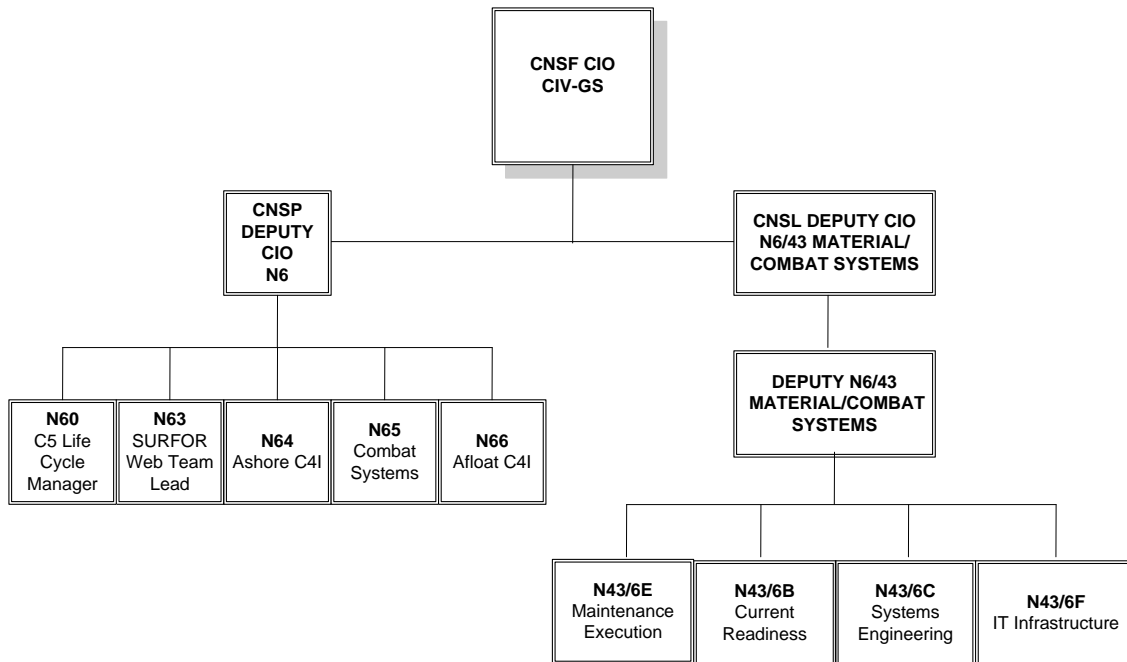 CNSF CIO
CIV-GS
CNSP
DEPUTY
CIO
N6
CNSL DEPUTY CIO
N6/43 MATERIAL/
COMBAT SYSTEMS
DEPUTY N6/43
MATERIAL/COMBAT
SYSTEMS
N60
C5 Life
Cycle
Manager
N63
SURFOR
Web Team
Lead
N64
Ashore C4I
N65
Combat
Systems
N66
Afloat C4I
N43/6E
Maintenance
Execution
N43/6B
Current
Readiness
N43/6C
Systems
Engineering
N43/6F
IT Infrastructure